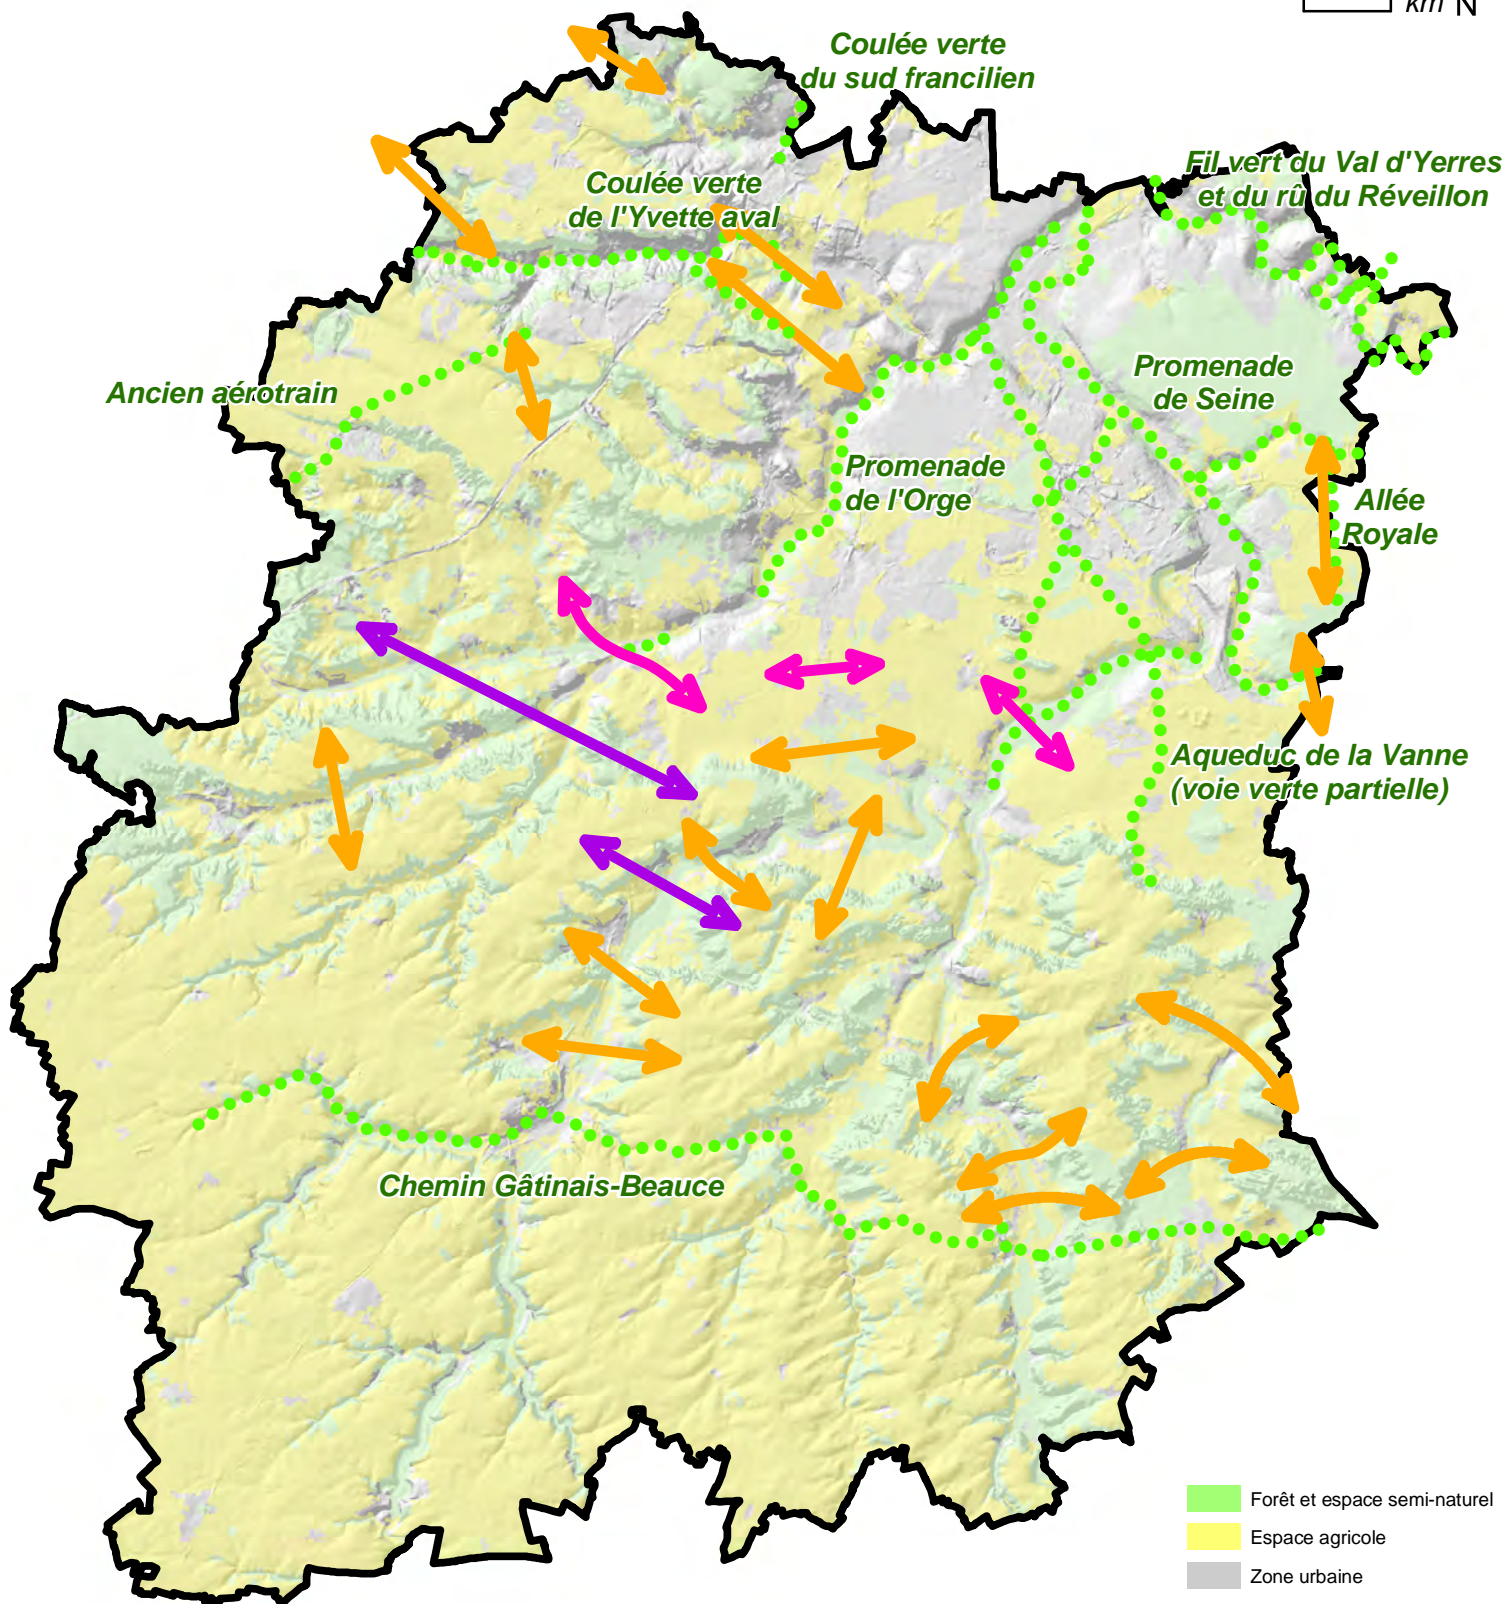 km N
Coulée verte
du sud francilien
Fil vert du Val d'Yerres
et du rû du Réveillon
Coulée verte
de l'Yvette aval
Promenade
de Seine
Ancien aérotrain
Promenade
de l'Orge
Allée
Royale
Aqueduc de la Vanne
(voie verte partielle)
Chemin Gâtinais-Beauce
Forêt et espace semi-naturel
Espace agricole
Zone urbaine